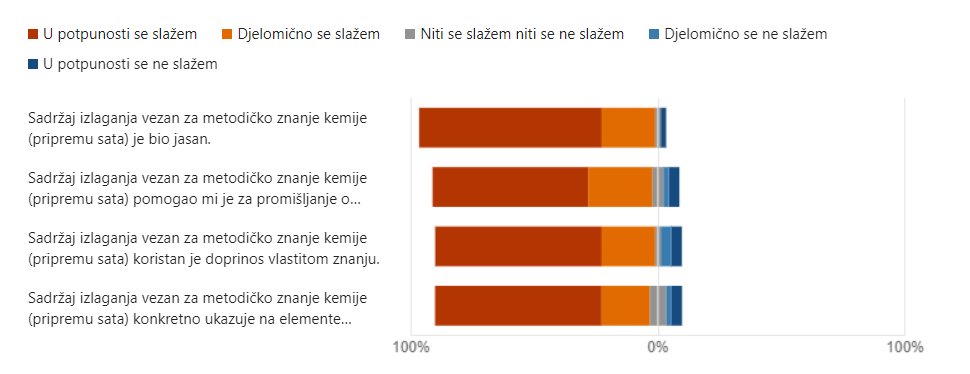 U potpunosti se slažem Djelomično se slažem Niti se slažem niti se ne slažem Djelomično se ne slažem
U potpunosti se ne slažem
Sadržaj izlaganja vezan za metodičko znanje kemije
(pripremu sata) je bio jasan.
Sadržaj izlaganja vezan za metodičko znanje kemije
(pripremu sata) pomogao mi je za promišljanje o...
Sadržaj izlaganja vezan za metodičko znanje kemije
(pripremu sata) koristan je doprinos vlastitom znanju.
Sadržaj izlaganja vezan za metodičko znanje kemije
(pripremu sata) konkretno ukazuje na elemente...
100% 0% 100%